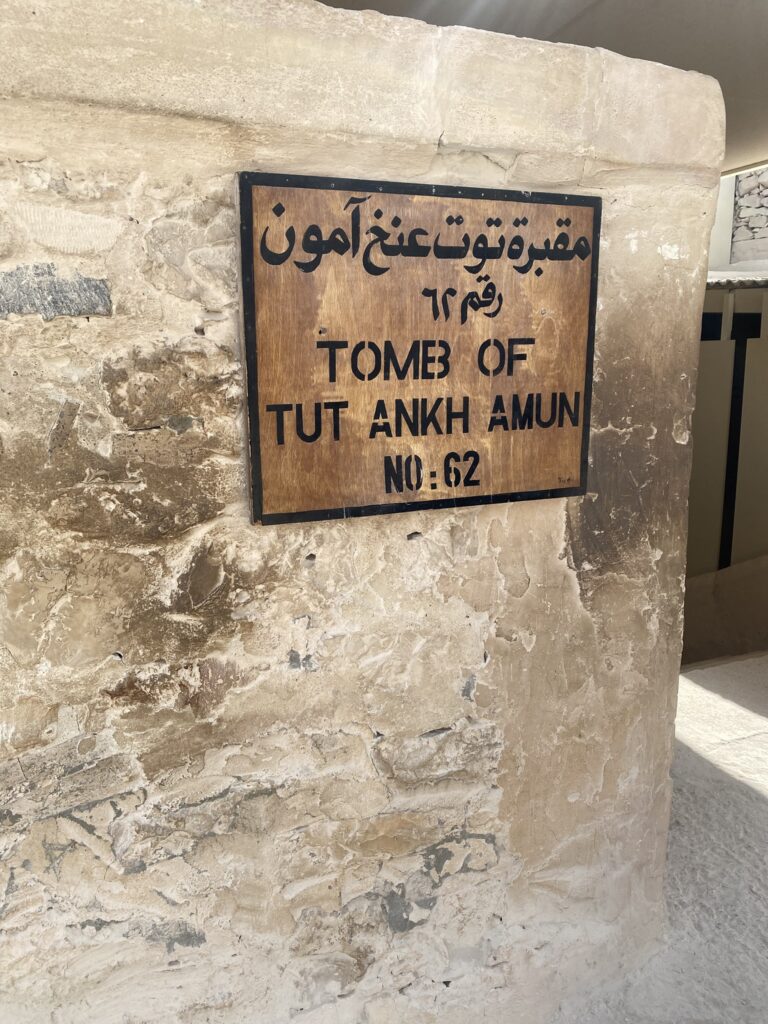 مقبرة توت عنخ آمون
رقم ٦٢
TOMB OF
TUT ANKH AMUN
NO:62